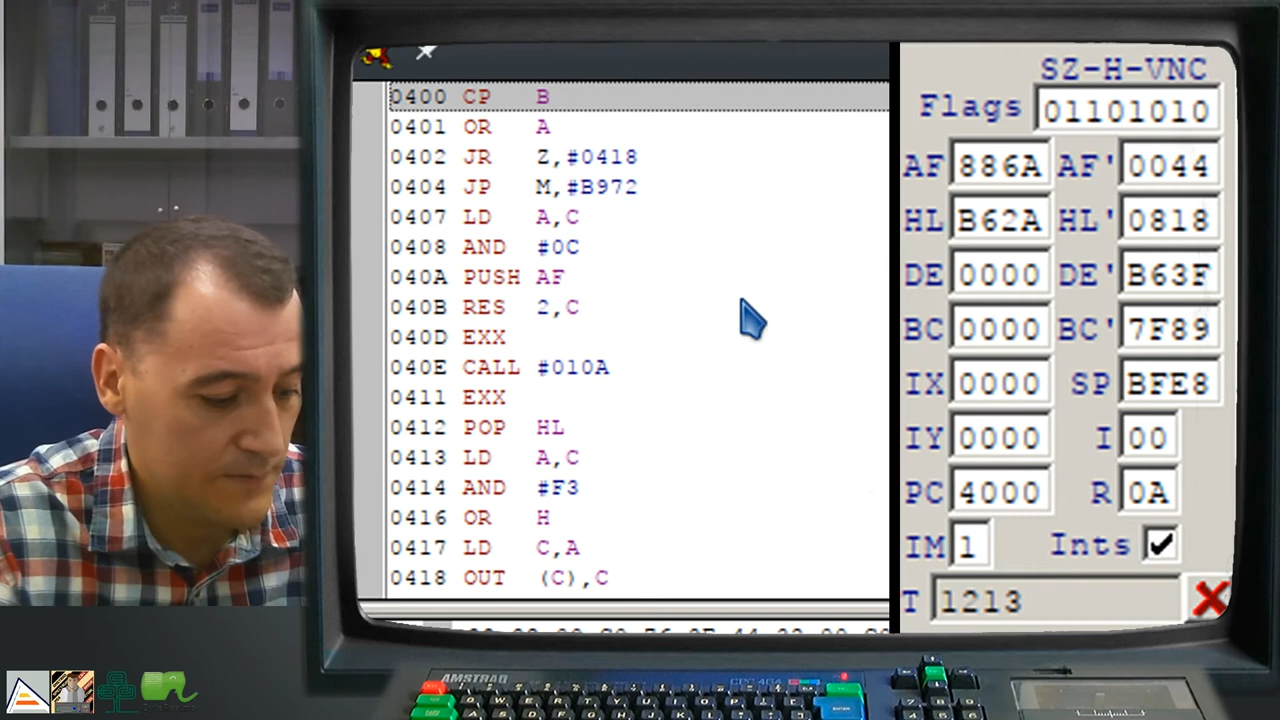 0400 CP B
0401 OR A
0402 JR Z,#0418
0404 JP M,#B972
0407 LD A,C
0408 AND #0C
040A PUSH AF
040B RES 2,C
040D EXX
040E CALL #010A
0411 EXX
0412 POP HL
0413 LD A,C
0414 AND #F3
0416 OR H
0417 LD C,A
0418 OUT (C),C
SZ-H-VNC
Flags 01101010
AF 886A AF' 0044
HL B62A HL' 0818
DE 0000 DE' B63F
BC 0000 BC' 7F89
IX 0000 SP BFE8
IY 0000 I 00
PC 4000 R 0A
IM 1 Ints
T 1213
AMSTRAD